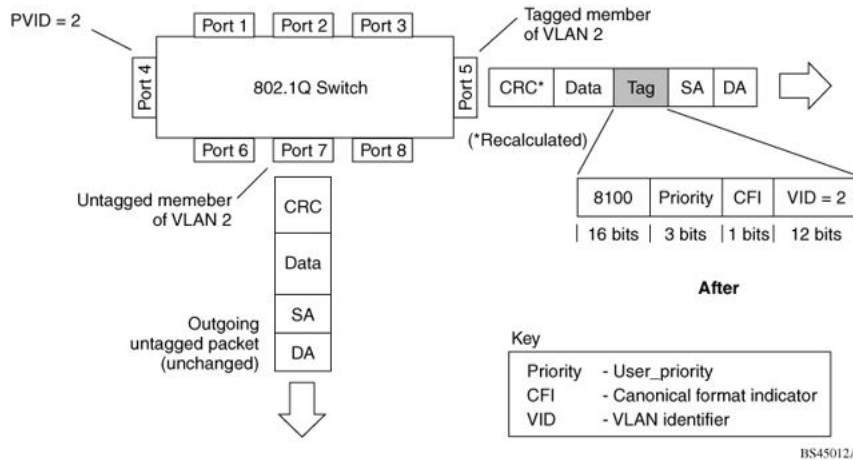 PVID = 2
Port 1
Port 2
Port 3
Tagged member
of VLAN 2
Port 4
802.1Q Switch
Port 5
CRC*
Data
Tag
SA
DA
(*Recalculated)
Port 6
Port 7
Port 8
Untagged memeber
of VLAN 2
CRC
Data
SA
DA
8100
Priority
CFI
VID = 2
16 bits
3 bits
1 bits
12 bits
After
Outgoing
untagged packet
(unchanged)
Key
Priority - User_priority
CFI - Canonical format indicator
VID - VLAN identifier
BS45012A